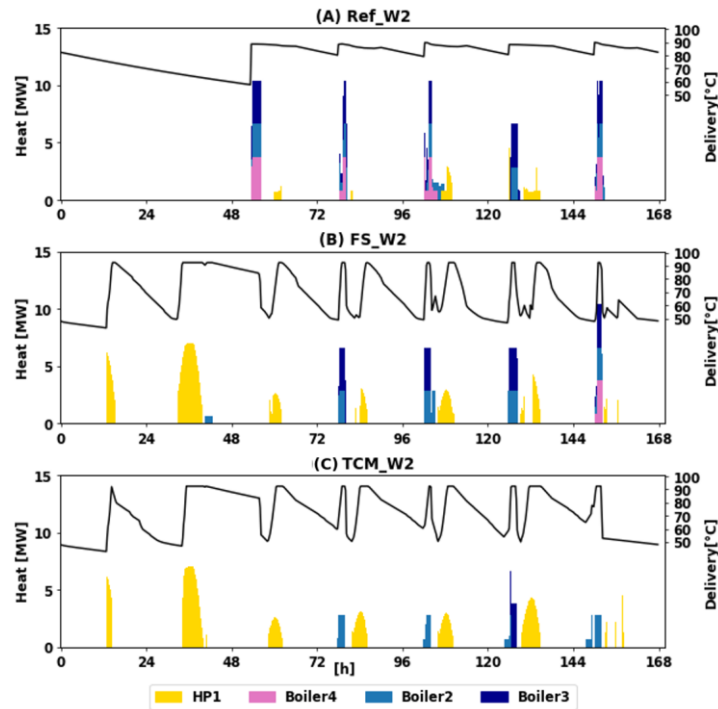 (A) Ref_W2
Heat [MW]
15
10
5
0
100
90
80
70
60
50
Delivery[°C]
0 24 48 72 96 120 144 168
(B) FS_W2
Heat [MW]
15
10
5
0
100
90
80
70
60
50
Delivery[°C]
0 24 48 72 96 120 144 168
(C) TCM_W2
Heat [MW]
15
10
5
0
100
90
80
70
60
50
Delivery[°C]
0 24 48 72 96 120 144 168
[h]
HP1 Boiler4 Boiler2 Boiler3